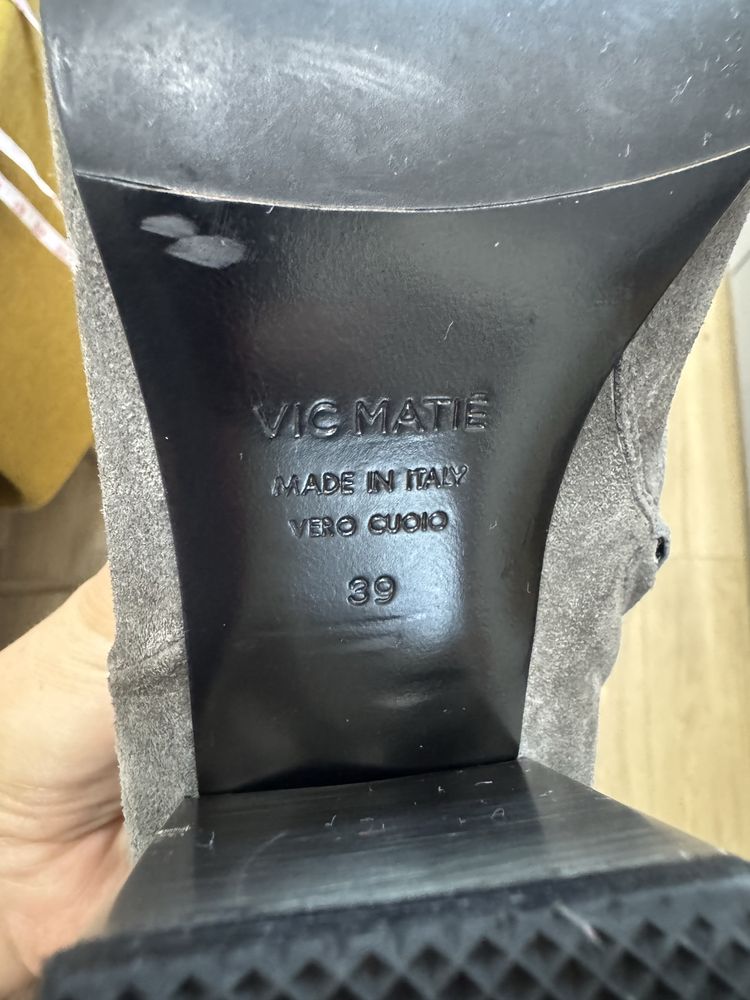 VIC MATIĒ
MADE IN ITALY
VERO CUOIO
39